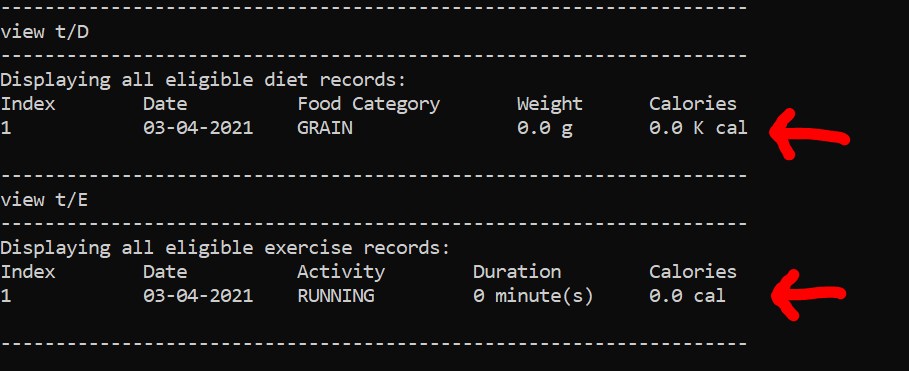 ---------------------------------------------------------------------
view t/D
---------------------------------------------------------------------
Displaying all eligible diet records:
Index Date Food Category Weight Calories
1 03-04-2021 GRAIN 0.0 g 0.0 K cal
---------------------------------------------------------------------
view t/E
---------------------------------------------------------------------
Displaying all eligible exercise records:
Index Date Activity Duration Calories
1 03-04-2021 RUNNING 0 minute(s) 0.0 cal
---------------------------------------------------------------------